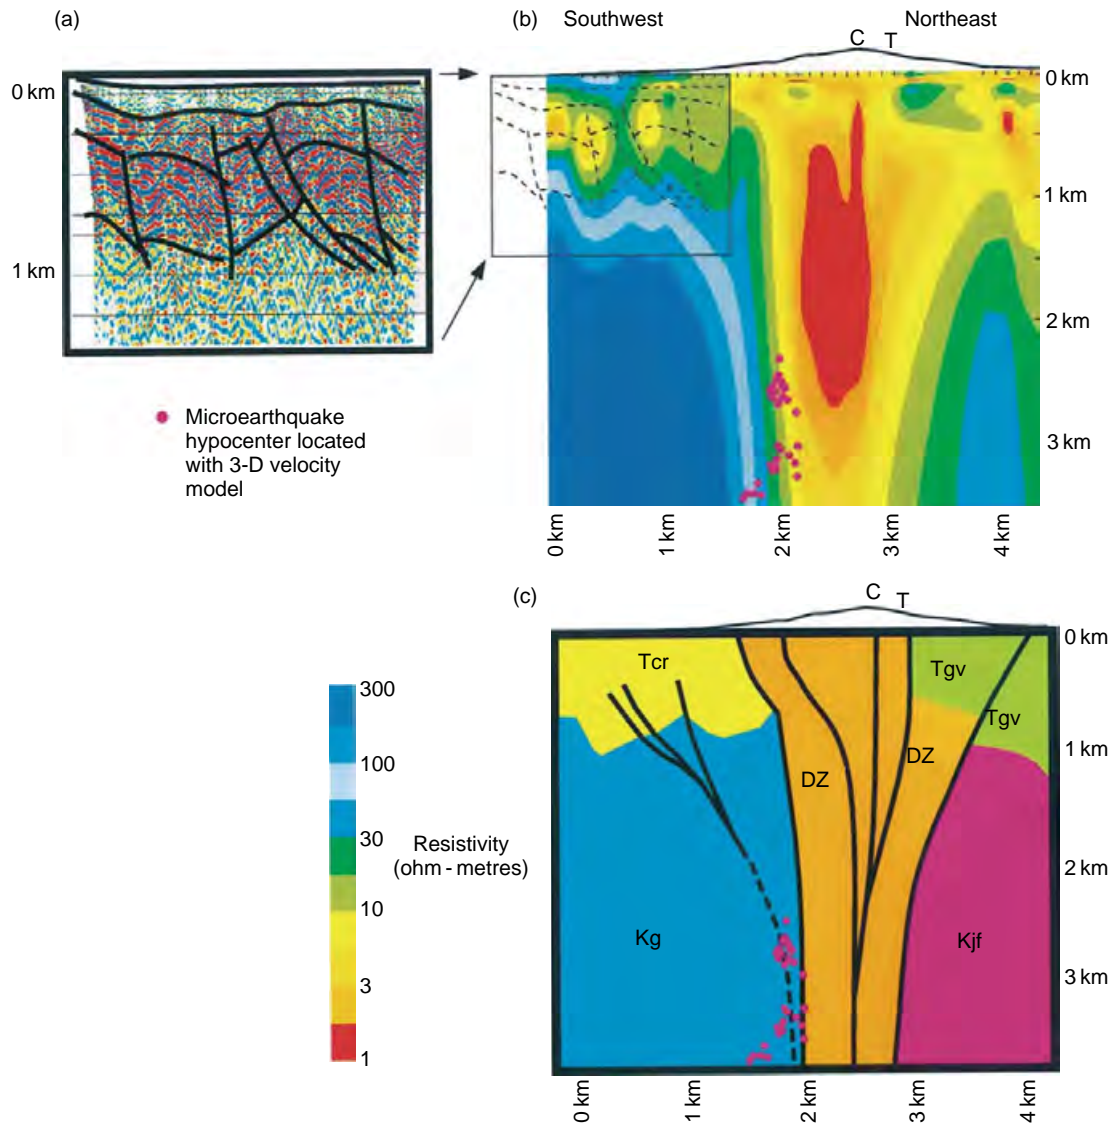 (a)
0 km
1 km
Microearthquake
hypocenter located
with 3-D velocity
model
(b)
Southwest
Northeast
C T
0 km
1 km
2 km
3 km
0 km
1 km
2 km
3 km
4 km
(c)
C T
Tcr
Tgv
Tgv
DZ
DZ
Kg
Kjf
0 km
1 km
2 km
3 km
0 km
1 km
2 km
3 km
4 km
300
100
30
10
3
1
Resistivity
(ohm - metres)